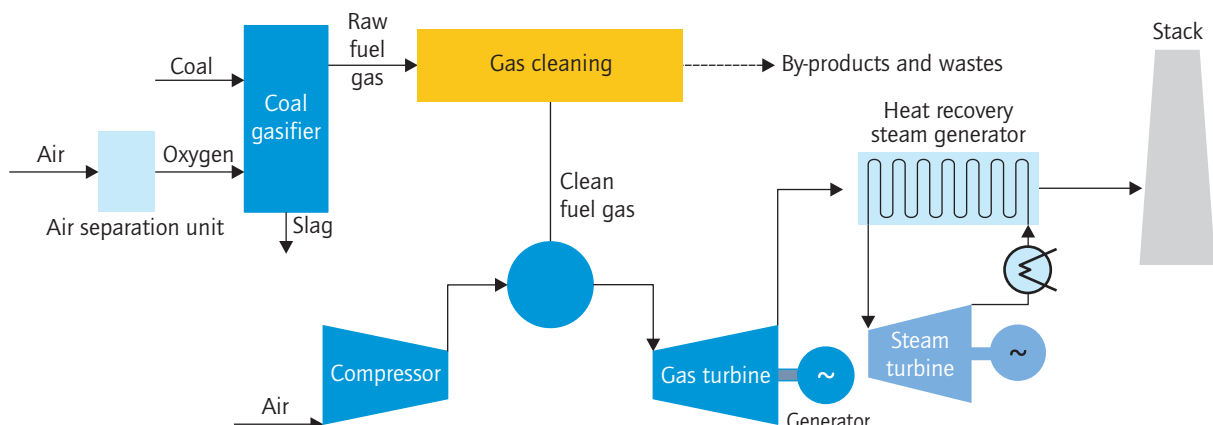 Raw
fuel
gas
Stack
Coal
Gas cleaning
By-products and wastes
Coal
gasifier
Heat recovery
steam generator
Air
Oxygen
Air separation unit
Slag
Clean
fuel gas
Compressor
Gas turbine
~
Steam
turbine
~
Air
Generator